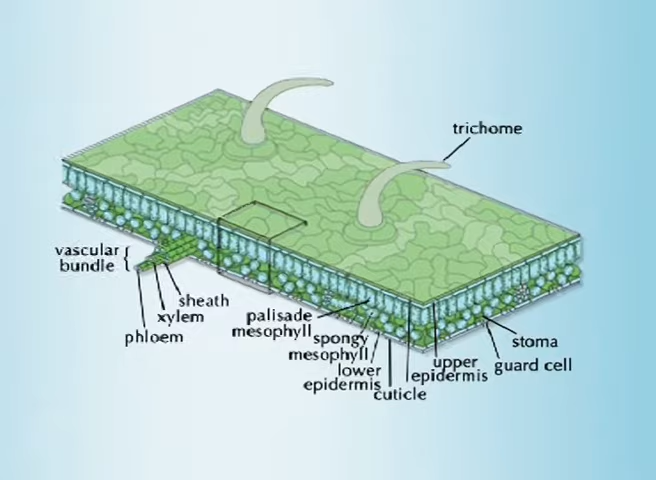 trichome
vascular
bundle
sheath
xylem
phloem
palisade
mesophyll
spongy
mesophyll
lower
epidermis
cuticle
upper
epidermis
stoma
guard cell